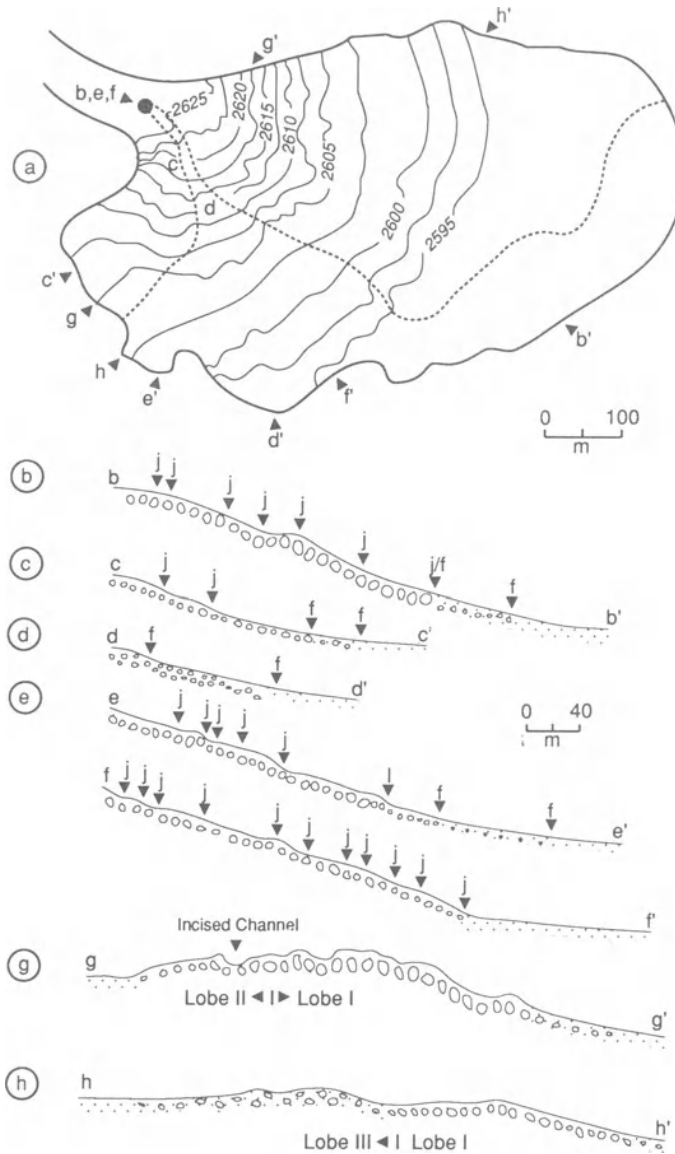 h'
g'
b,e,f
2625
2620
2615
2610
2605
2600
2595
a
c
d
c'
g
h
e'
d'
f'
b'
0 100
m
b
b j j j j j j j/f f b'
c
c j j f f c'
d
d f f d'
0 40
m
e
e j j j j j l f f e'
f j j j j j j j j j j j f'
Incised Channel
g
g g'
Lobe II ◄ I ► Lobe I
h
h h'
Lobe III ◄ I Lobe I